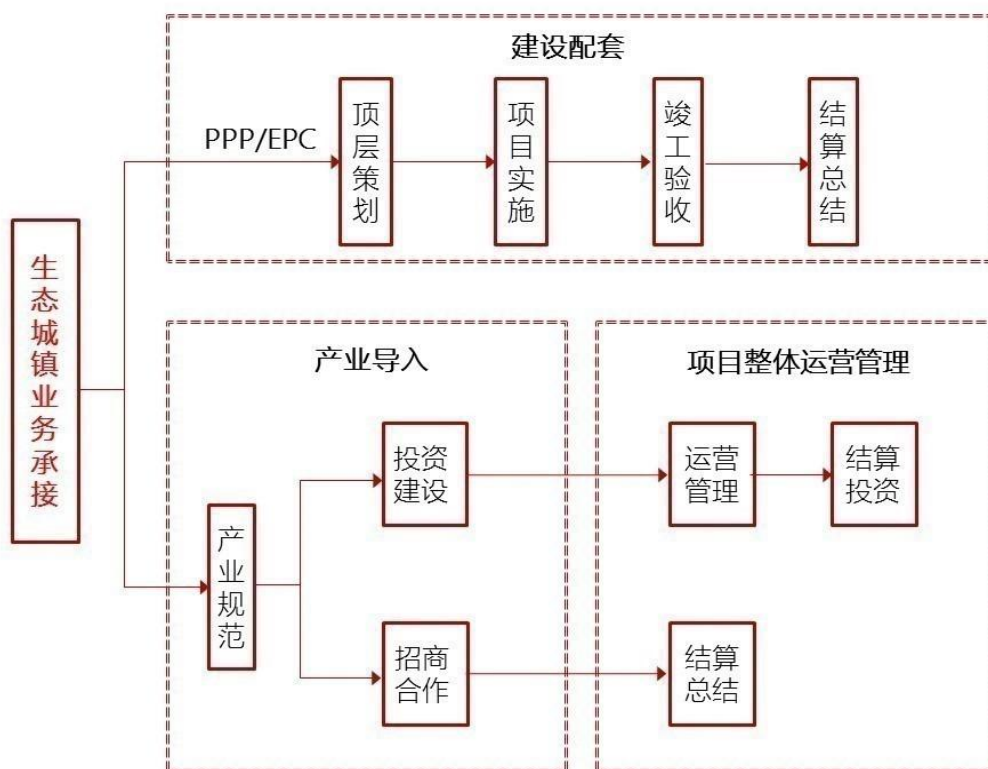 建设配套
PPP/EPC
顶层策划
项目实施
竣工验收
结算总结
生态城镇业务承接
产业导入
项目整体运营管理
产业规范
投资
建设
招商
合作
运营
管理
结算
投资
结算
总结